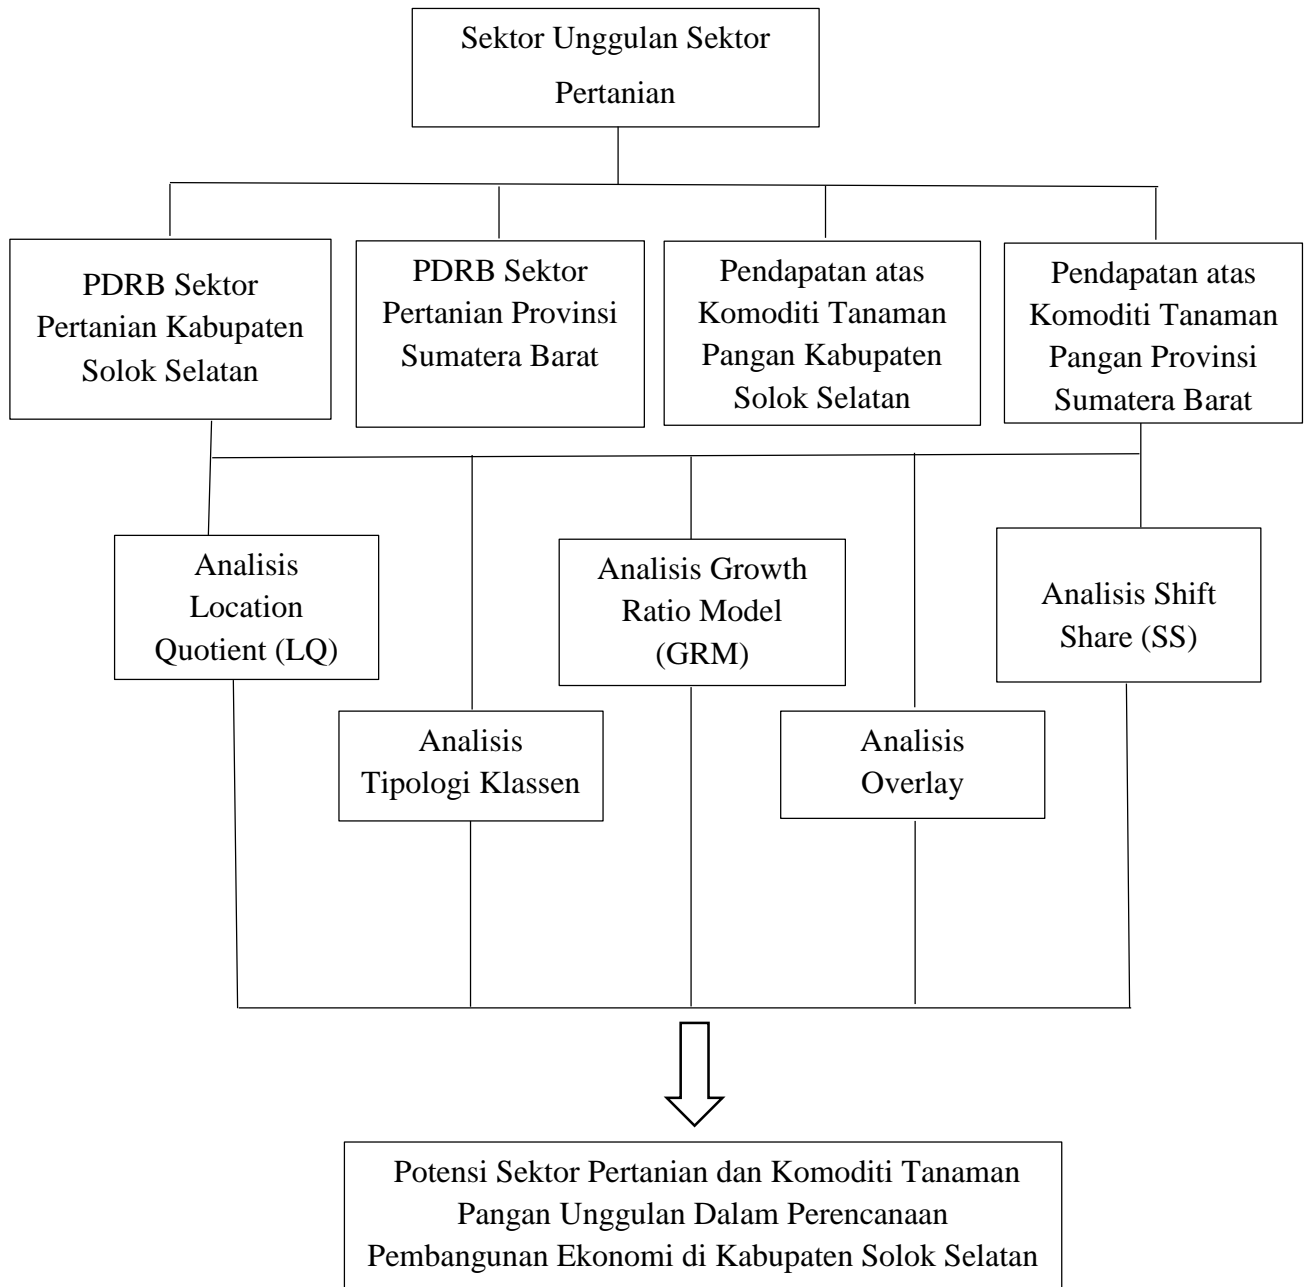 Sektor Unggulan Sektor
Pertanian
PDRB Sektor
Pertanian Kabupaten
Solok Selatan
PDRB Sektor
Pertanian Provinsi
Sumatera Barat
Pendapatan atas
Komoditi Tanaman
Pangan Kabupaten
Solok Selatan
Pendapatan atas
Komoditi Tanaman
Pangan Provinsi
Sumatera Barat
Analisis
Location
Quotient (LQ)
Analisis Growth
Ratio Model
(GRM)
Analisis Shift
Share (SS)
Analisis
Tipologi Klassen
Analisis
Overlay
Potensi Sektor Pertanian dan Komoditi Tanaman
Pangan Unggulan Dalam Perencanaan
Pembangunan Ekonomi di Kabupaten Solok Selatan